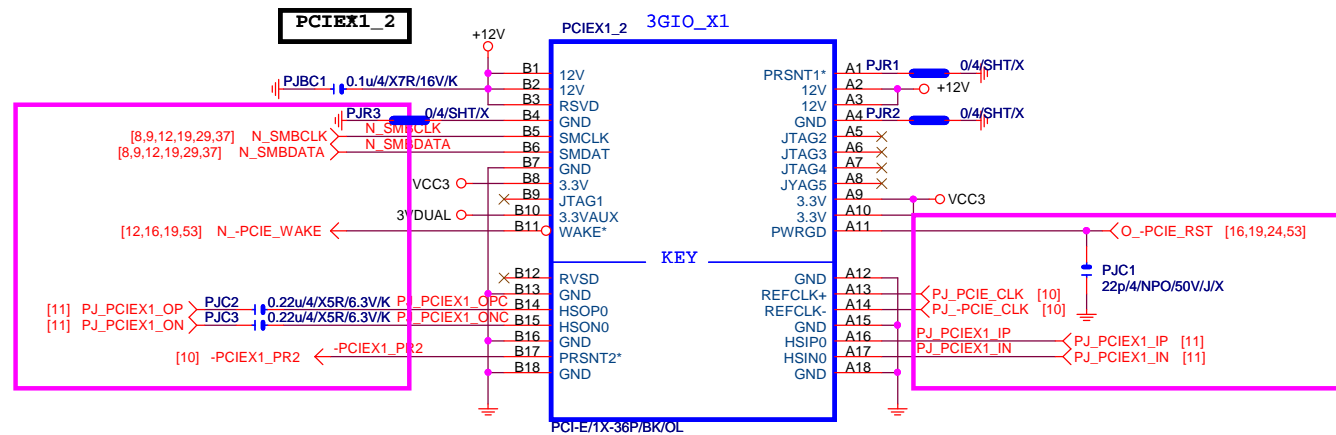 PCIEX1_2
3GIO_X1
PCIEX1_2
+12V
PJBC1 0.1u/4/X7R/16V/K
PJR3 0/4/SHT/X
[8,9,12,19,29,37] N_SMBCLK N_SMBCLK
[8,9,12,19,29,37] N_SMBDATA N_SMBDATA
VCC3
3VDUAL
[12,16,19,53] N_-PCIE_WAKE
[11] PJ_PCIEX1_OP PJC2 0.22u/4/X5R/6.3V/K PJ_PCIEX1_OPC
[11] PJ_PCIEX1_ON PJC3 0.22u/4/X5R/6.3V/K PJ_PCIEX1_ONC
[10] -PCIEX1_PR2 -PCIEX1_PR2
B1 12V
B2 12V
B3 RSVD
B4 GND
B5 SMCLK
B6 SMDAT
B7 GND
B8 3.3V
B9 JTAG1
B10 3.3VAUX
B11 WAKE*
KEY
B12 RVSD
B13 GND
B14 HSOP0
B15 HSON0
B16 GND
B17 PRSNT2*
B18 GND
PRSNT1* A1
12V A2
12V A3
GND A4
JTAG2 A5
JTAG3 A6
JTAG4 A7
JYAG5 A8
3.3V A9
3.3V A10
PWRGD A11
GND A12
REFCLK+ A13
REFCLK- A14
GND A15
HSIP0 A16
HSIN0 A17
GND A18
PJR1 0/4/SHT/X
+12V
PJR2 0/4/SHT/X
VCC3
O_-PCIE_RST [16,19,24,53]
PJC1
22p/4/NPO/50V/J/X
PJ_PCIE_CLK [10]
PJ_-PCIE_CLK [10]
PJ_PCIEX1_IP PJ_PCIEX1_IP [11]
PJ_PCIEX1_IN PJ_PCIEX1_IN [11]
PCI-E/1X-36P/BK/OL